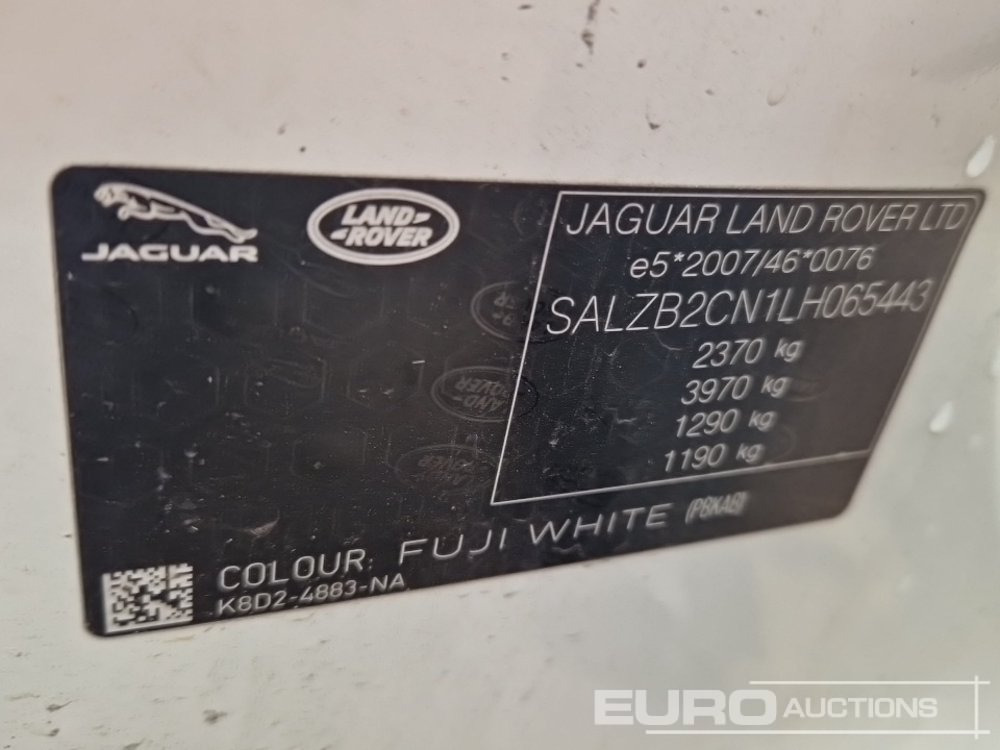 JAGUAR
LAND-
-ROVER
JAGUAR LAND ROVER LTD
e5*2007/46*0076
SALZB2CN1LH065443
2370 kg
3970 kg
1290 kg
1190 kg
COLOUR: FUJI WHITE (PBKAB)
K8D2-4883-NA
EURO AUCTIONS